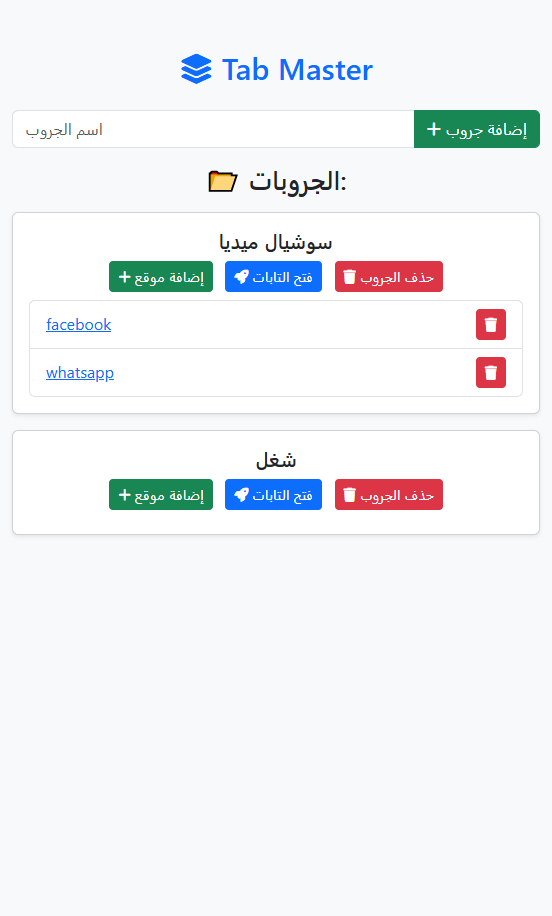 Tab Master
اسم الجروب
إضافة جروب
الجروبات:
سوشيال ميديا
إضافة موقع
فتح التابات
حذف الجروب
facebook
whatsapp
شغل
إضافة موقع
فتح التابات
حذف الجروب